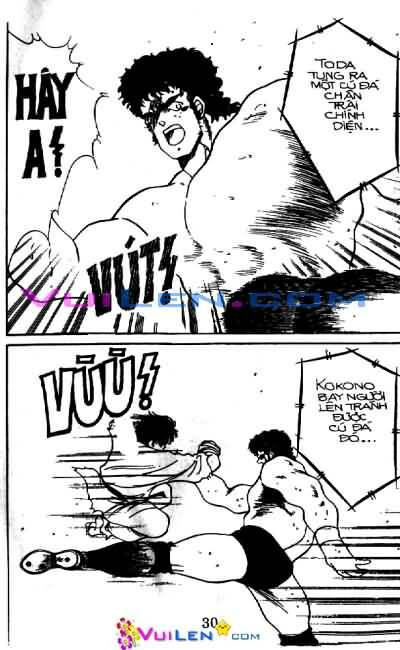 TODA
TUNG RA
MỘT CÚ ĐÁ
CHÂN
TRÁI
CHÍNH
DIỆN...
HÂY
A!
VÚT!
VUILEN.COM
VÙÙ!
KOKONO
BAY NGƯỜI
LÊN TRÁNH
ĐƯỢC
CÚ ĐÁ
ĐÓ...
30
VUILEN.COM